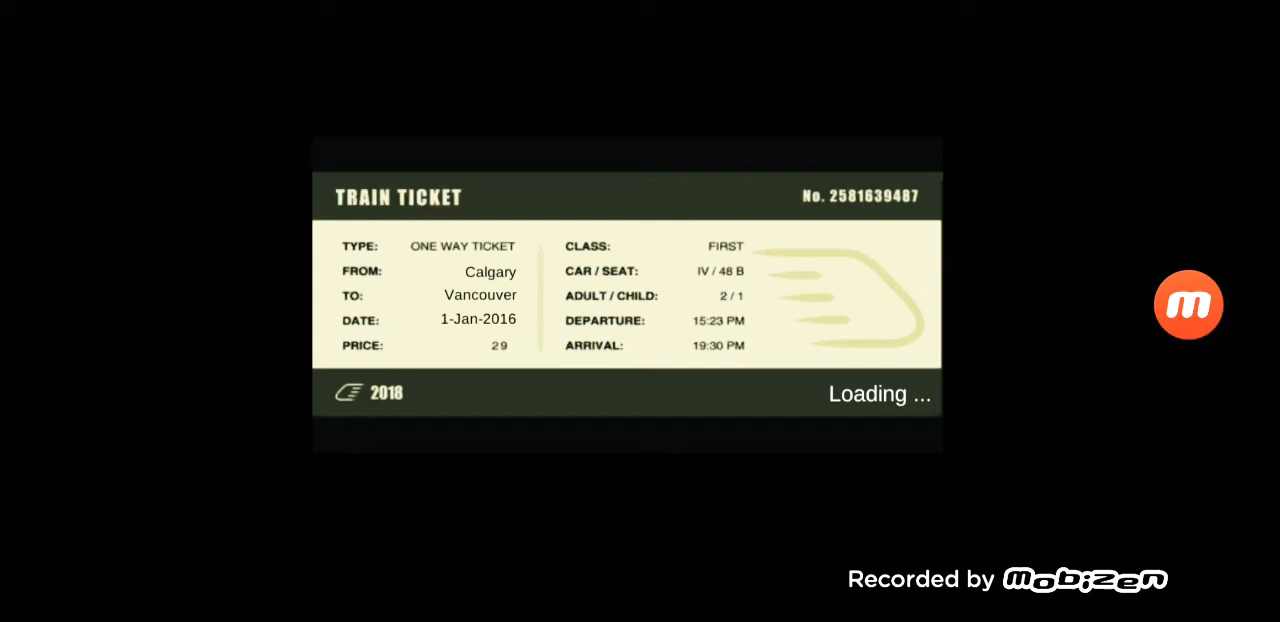 TRAIN TICKET No. 2581639487
TYPE: ONE WAY TICKET CLASS: FIRST
FROM: Calgary CAR / SEAT: IV / 48 B
TO: Vancouver ADULT / CHILD: 2 / 1
DATE: 1-Jan-2016 DEPARTURE: 15:23 PM
PRICE: 29 ARRIVAL: 19:30 PM
2018 Loading ...
m
Recorded by mobizen